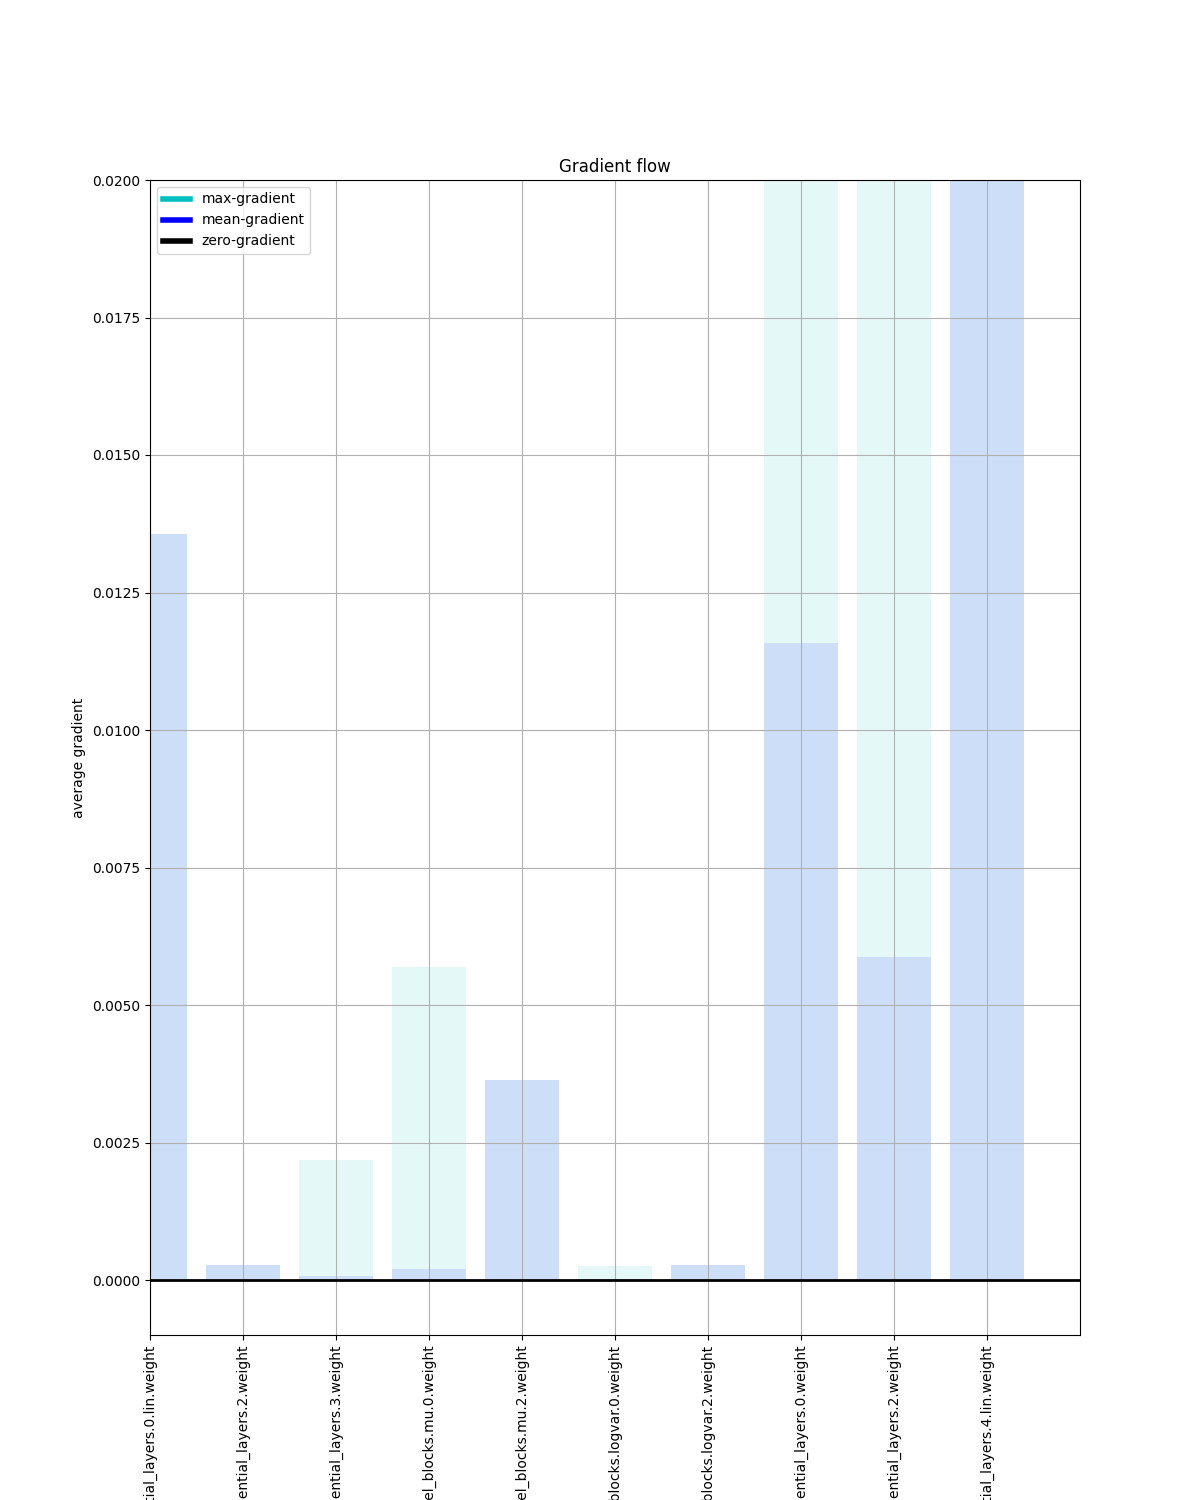 Gradient flow
max-gradient
mean-gradient
zero-gradient
0.0200
0.0175
0.0150
0.0125
0.0100
0.0075
0.0050
0.0025
0.0000
average gradient
tial_layers.0.lin.weight
ential_layers.2.weight
ential_layers.3.weight
el_blocks.mu.0.weight
el_blocks.mu.2.weight
blocks.logvar.0.weight
blocks.logvar.2.weight
ential_layers.0.weight
ential_layers.2.weight
tial_layers.4.lin.weight